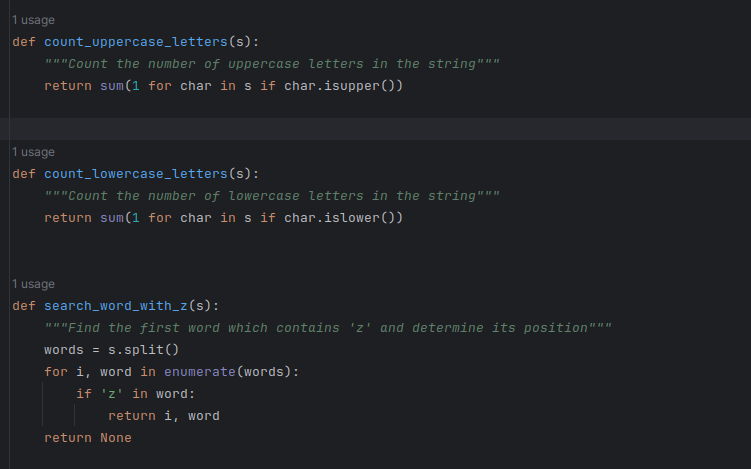 1 usage
def count_uppercase_letters(s):
    """Count the number of uppercase letters in the string"""
    return sum(1 for char in s if char.isupper())
1 usage
def count_lowercase_letters(s):
    """Count the number of lowercase letters in the string"""
    return sum(1 for char in s if char.islower())
1 usage
def search_word_with_z(s):
    """Find the first word which contains 'z' and determine its position"""
    words = s.split()
    for i, word in enumerate(words):
        if 'z' in word:
            return i, word
    return None